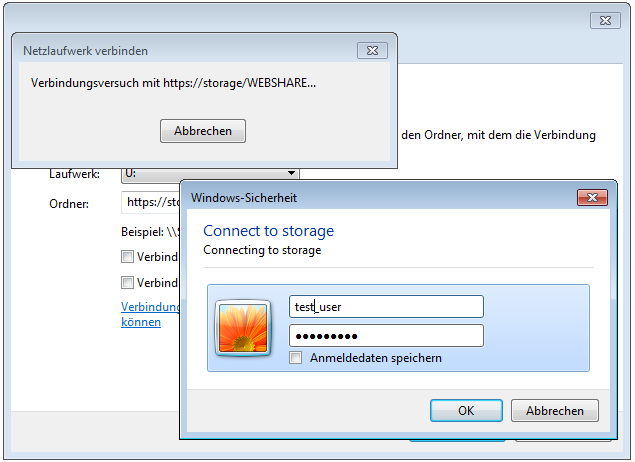 Netzlaufwerk verbinden
Verbindungsversuch mit https://storage/WEBSHARE...
Abbrechen
den Ordner, mit dem die Verbindung
Laufwerk:
U:
Ordner:
https://sto
Beispiel: \\S
Verbind
Verbind
Verbindung
können
Windows-Sicherheit
Connect to storage
Connecting to storage
test_user
●●●●●●●●●
Anmeldedaten speichern
OK
Abbrechen